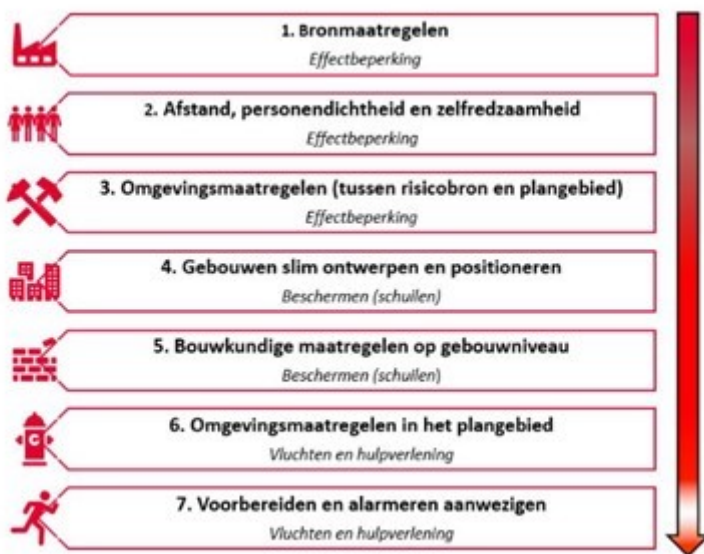 1. Bronmaatregelen
Effectbeperking
2. Afstand, personendichtheid en zelfredzaamheid
Effectbeperking
3. Omgevingsmaatregelen (tussen risicobron en plangebied)
Effectbeperking
4. Gebouwen slim ontwerpen en positioneren
Beschermen (schuilen)
5. Bouwkundige maatregelen op gebouwniveau
Beschermen (schuilen)
6. Omgevingsmaatregelen in het plangebied
Vluchten en hulpverlening
7. Voorbereiden en alarmeren aanwezigen
Vluchten en hulpverlening